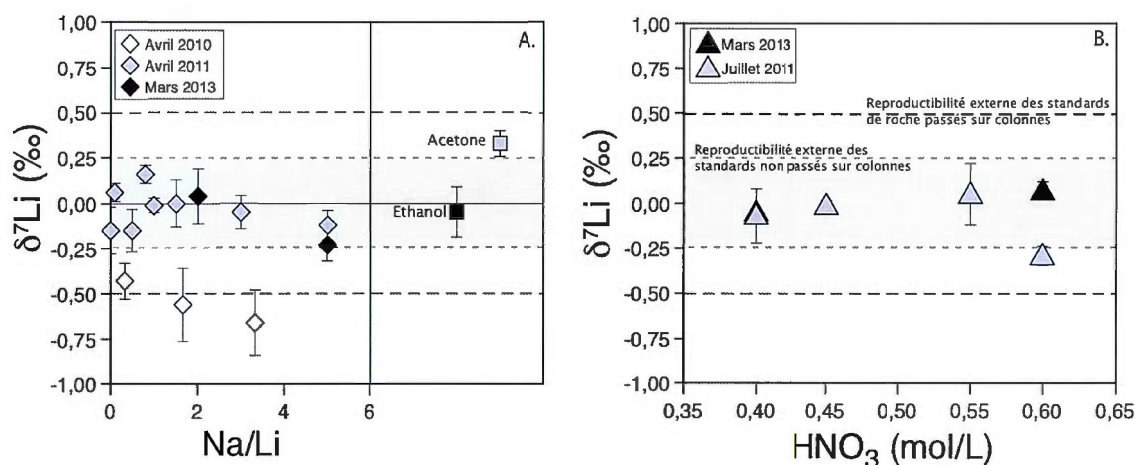 A.
Avril 2010
Avril 2011
Mars 2013
1,00
0,75
0,50
0,25
0,00
-0,25
-0,50
-0,75
-1,00
δ⁷Li (‰)
Acetone
Ethanol
0 2 4 6
Na/Li
B.
Mars 2013
Juillet 2011
1,00
0,75
0,50
0,25
0,00
-0,25
-0,50
-0,75
-1,00
δ⁷Li (‰)
Reproductibilité externe des standards
de roche passés sur colonnes
Reproductibilité externe des
standards non passés sur colonnes
0,35 0,40 0,45 0,50 0,55 0,60 0,65
HNO₃ (mol/L)